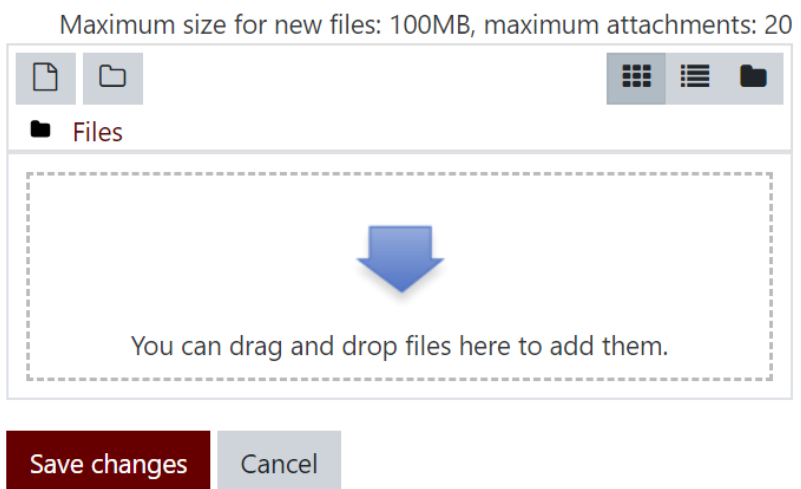 Maximum size for new files: 100MB, maximum attachments: 20
Files
You can drag and drop files here to add them.
Save changes
Cancel